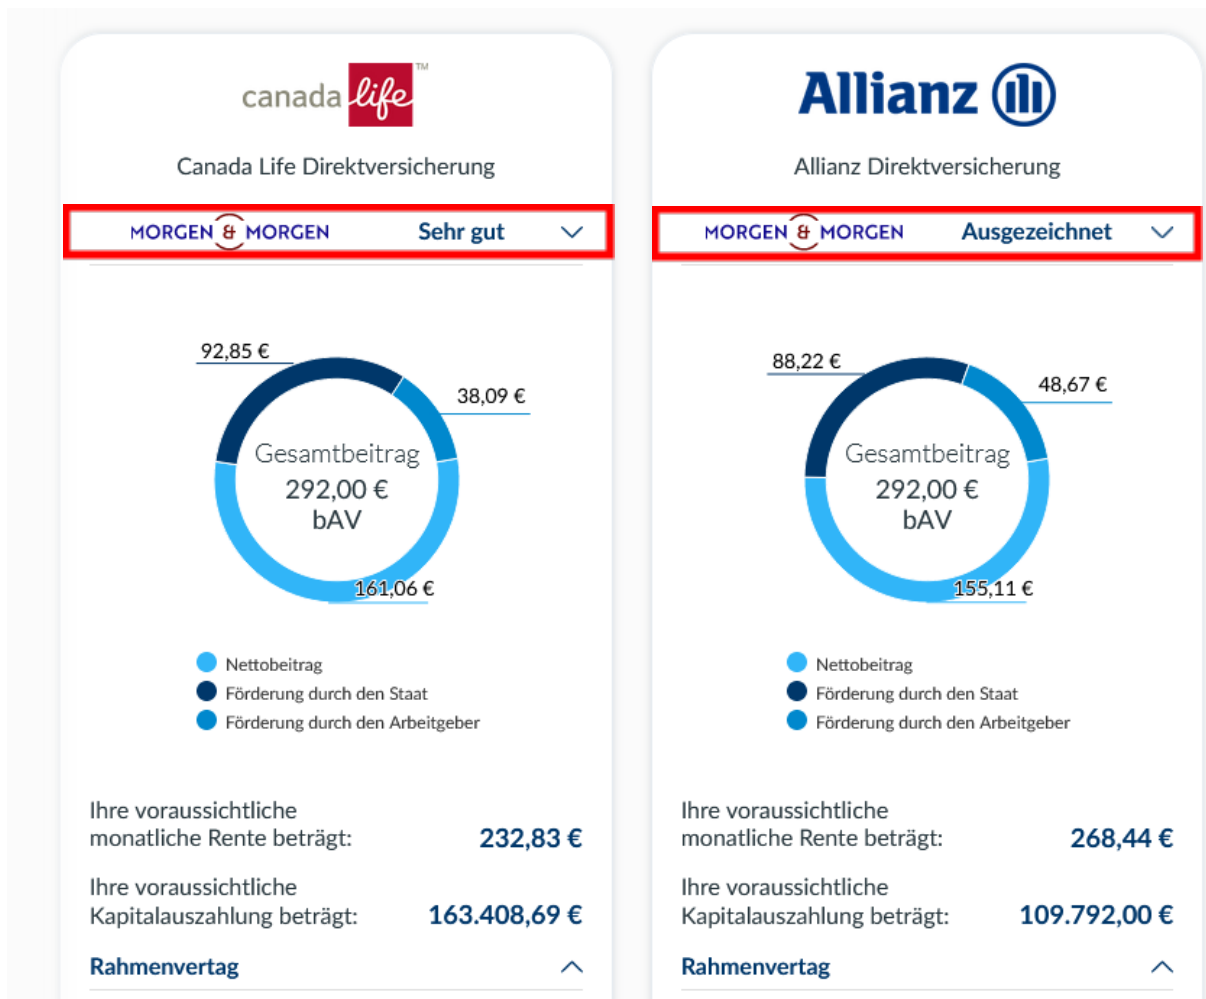 canada life™
Canada Life Direktversicherung
MORGEN & MORGEN Sehr gut
92,85 €
38,09 €
Gesamtbeitrag
292,00 €
bAV
161,06 €
Nettobeitrag
Förderung durch den Staat
Förderung durch den Arbeitgeber
Ihre voraussichtliche
monatliche Rente beträgt: 232,83 €
Ihre voraussichtliche
Kapitalauszahlung beträgt: 163.408,69 €
Rahmenvertag
Allianz
Allianz Direktversicherung
MORGEN & MORGEN Ausgezeichnet
88,22 €
48,67 €
Gesamtbeitrag
292,00 €
bAV
155,11 €
Nettobeitrag
Förderung durch den Staat
Förderung durch den Arbeitgeber
Ihre voraussichtliche
monatliche Rente beträgt: 268,44 €
Ihre voraussichtliche
Kapitalauszahlung beträgt: 109.792,00 €
Rahmenvertag